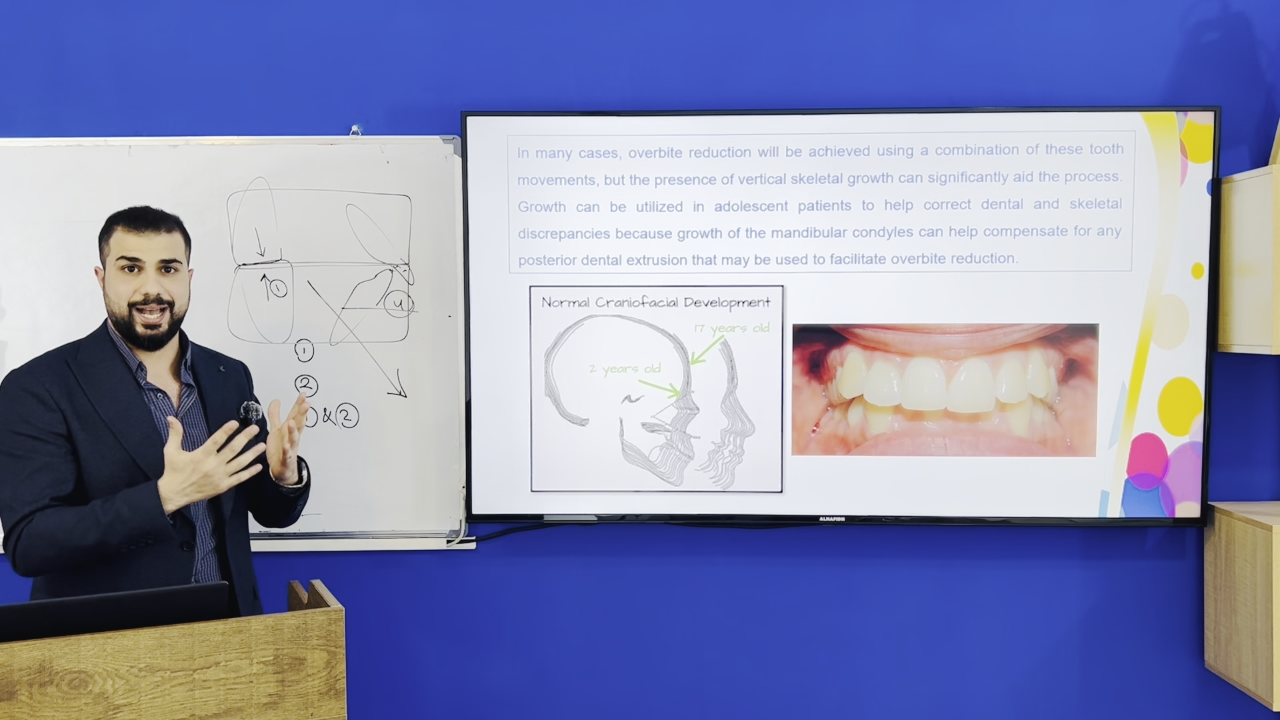 In many cases, overbite reduction will be achieved using a combination of these tooth
movements, but the presence of vertical skeletal growth can significantly aid the process.
Growth can be utilized in adolescent patients to help correct dental and skeletal
discrepancies because growth of the mandibular condyles can help compensate for any
posterior dental extrusion that may be used to facilitate overbite reduction.
Normal Craniofacial Development
17 years old
2 years old
1
4
1
2
& 2